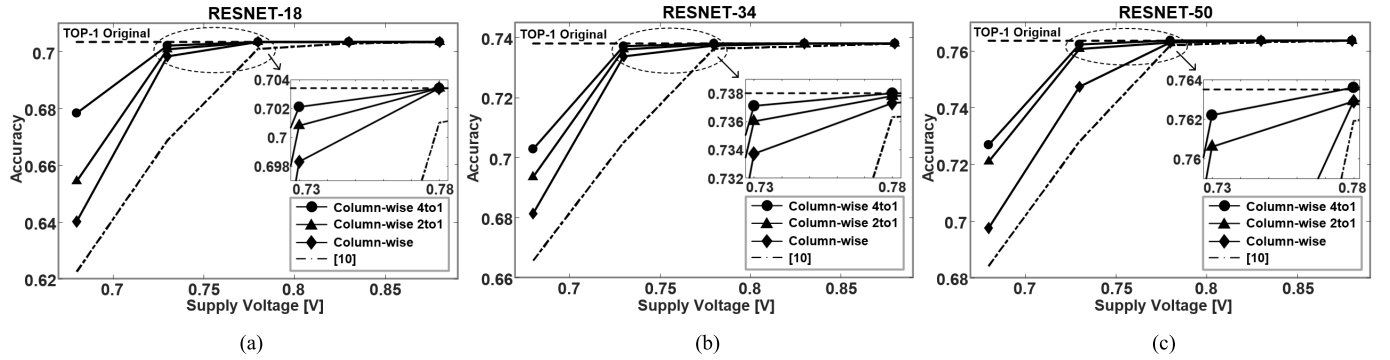 RESNET-18
TOP-1 Original
0.7
0.68
0.66
0.64
0.62
Accuracy
0.704
0.702
0.7
0.698
0.73
0.78
Column-wise 4to1
Column-wise 2to1
Column-wise
[10]
0.7
0.75
0.8
0.85
Supply Voltage [V]
(a)
RESNET-34
TOP-1 Original
0.74
0.72
0.7
0.68
0.66
Accuracy
0.738
0.736
0.734
0.732
0.73
0.78
Column-wise 4to1
Column-wise 2to1
Column-wise
[10]
0.7
0.75
0.8
0.85
Supply Voltage [V]
(b)
RESNET-50
TOP-1 Original
0.76
0.74
0.72
0.7
0.68
Accuracy
0.764
0.762
0.76
0.73
0.78
Column-wise 4to1
Column-wise 2to1
Column-wise
[10]
0.7
0.75
0.8
0.85
Supply Voltage [V]
(c)